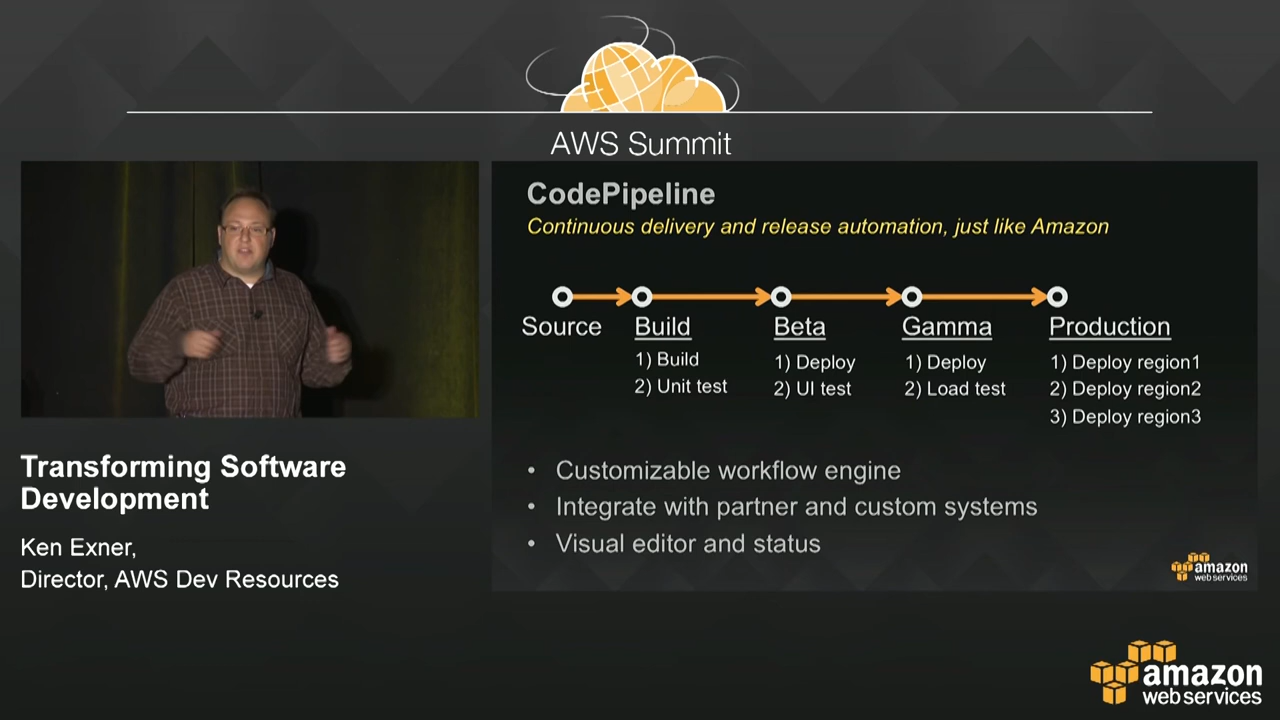 AWS Summit
CodePipeline
Continuous delivery and release automation, just like Amazon
Source
Build
1) Build
2) Unit test
Beta
1) Deploy
2) UI test
Gamma
1) Deploy
2) Load test
Production
1) Deploy region1
2) Deploy region2
3) Deploy region3
• Customizable workflow engine
• Integrate with partner and custom systems
• Visual editor and status
amazon
web services
Transforming Software
Development
Ken Exner,
Director, AWS Dev Resources
amazon
web services